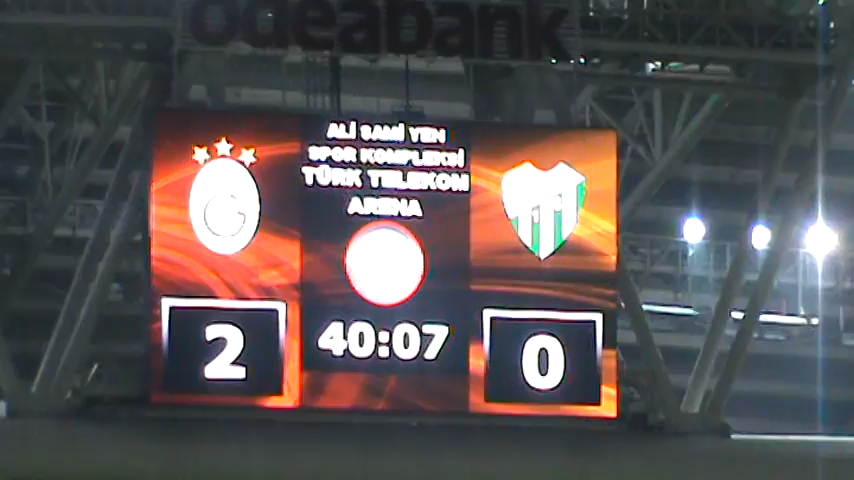 odeabank
ALİ SAMİ YEN
SPOR KOMPLEKSİ
TÜRK TELEKOM
ARENA
2
40:07
0